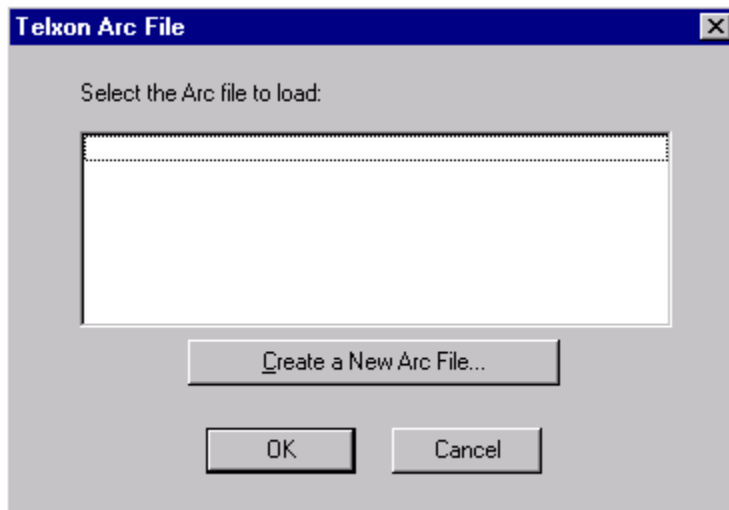 Telxon Arc File
Select the Arc file to load:
Create a New Arc File...
OK
Cancel